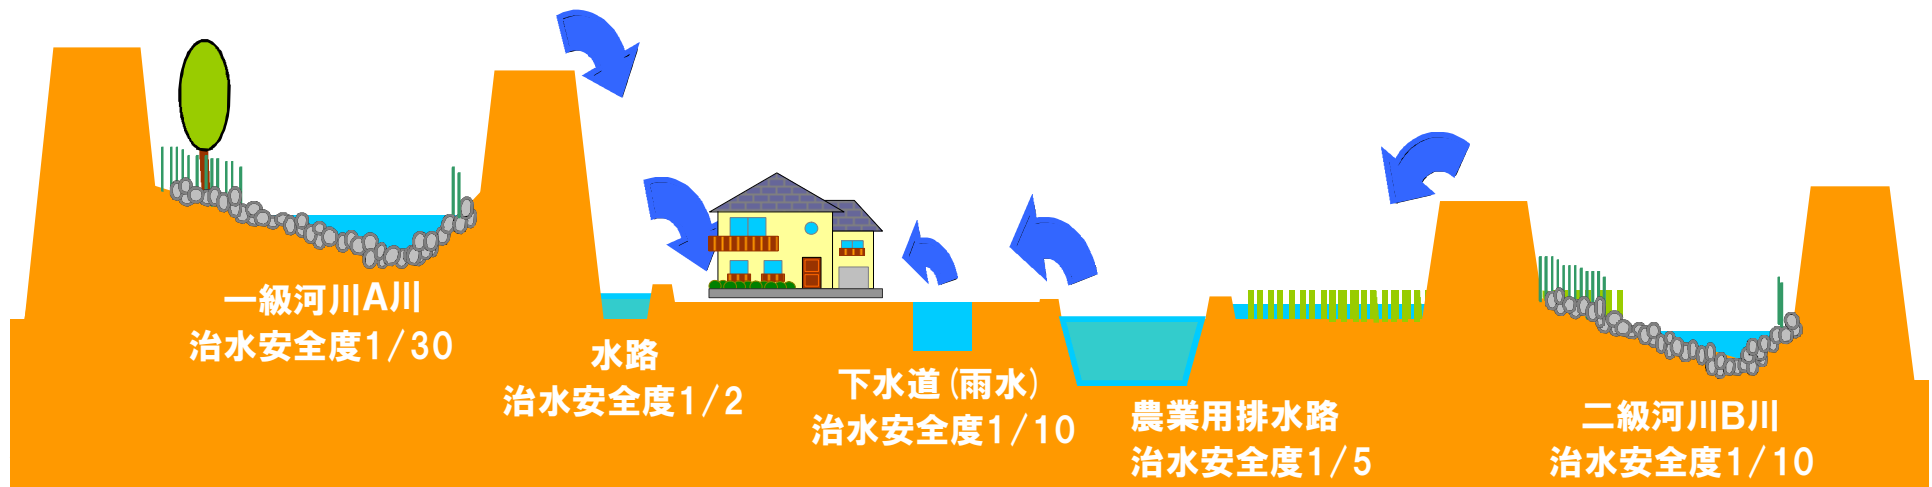 一級河川A川
治水安全度1/30
水路
治水安全度1/2
下水道(雨水)
治水安全度1/10
農業用排水路
治水安全度1/5
二級河川B川
治水安全度1/10